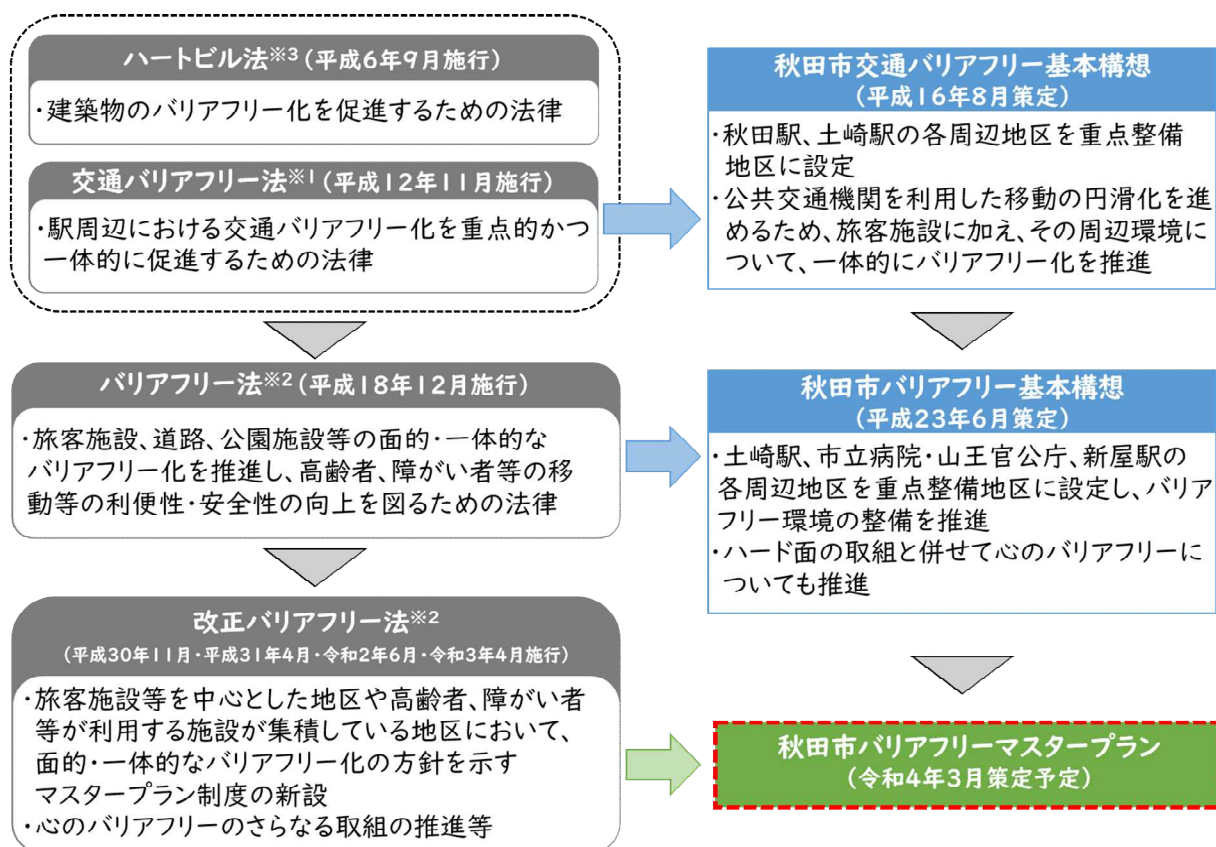 ハートビル法※3(平成6年9月施行)
・建築物のバリアフリー化を促進するための法律
交通バリアフリー法※1(平成12年11月施行)
・駅周辺における交通バリアフリー化を重点的かつ
一体的に促進するための法律
秋田市交通バリアフリー基本構想
(平成16年8月策定)
・秋田駅、土崎駅の各周辺地区を重点整備
地区に設定
・公共交通機関を利用した移動の円滑化を進
めるため、旅客施設に加え、その周辺環境に
ついて、一体的にバリアフリー化を推進
バリアフリー法※2(平成18年12月施行)
・旅客施設、道路、公園施設等の面的・一体的な
バリアフリー化を推進し、高齢者、障がい者等の移
動等の利便性・安全性の向上を図るための法律
秋田市バリアフリー基本構想
(平成23年6月策定)
・土崎駅、市立病院・山王官公庁、新屋駅の
各周辺地区を重点整備地区に設定し、バリア
フリー環境の整備を推進
・ハード面の取組と併せて心のバリアフリーに
ついても推進
改正バリアフリー法※2
(平成30年11月・平成31年4月・令和2年6月・令和3年4月施行)
・旅客施設等を中心とした地区や高齢者、障がい者
等が利用する施設が集積している地区において、
面的・一体的なバリアフリー化の方針を示す
マスタープラン制度の新設
・心のバリアフリーのさらなる取組の推進等
秋田市バリアフリーマスタープラン
(令和4年3月策定予定)